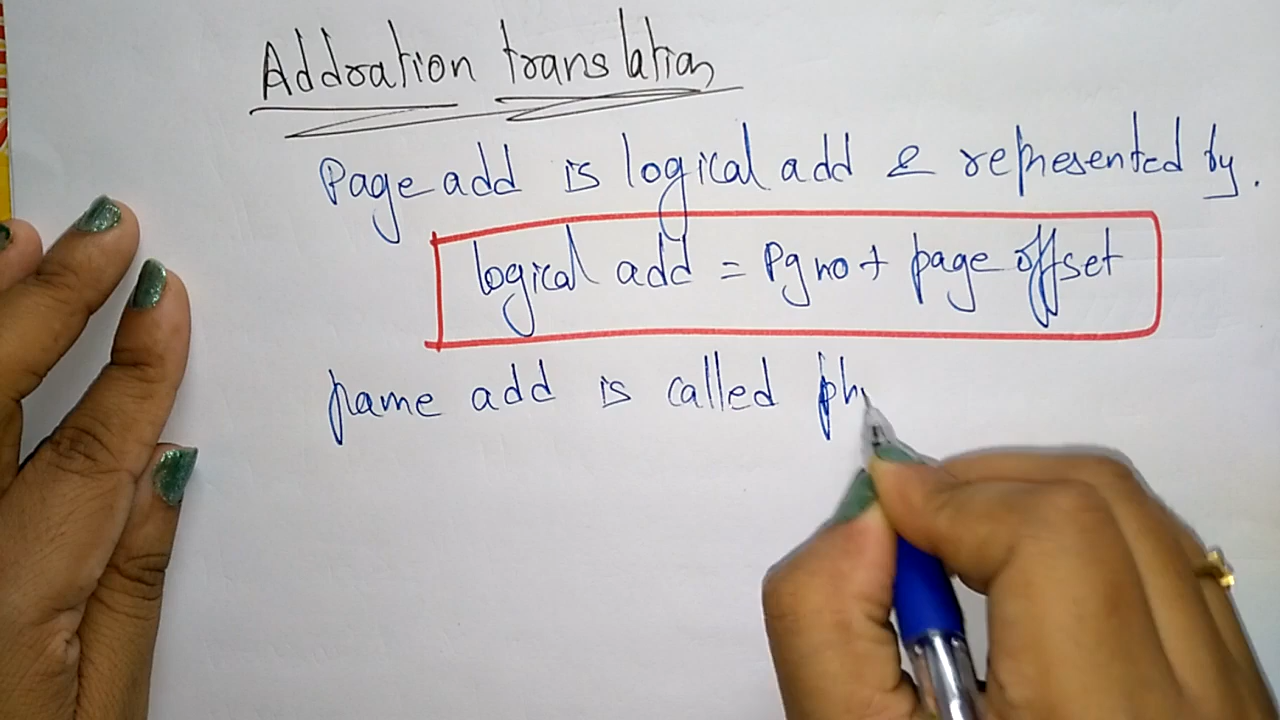 Addration translation
Page add is logical add & represented by.
logical add = Pg no + page offset
frame add is called ph